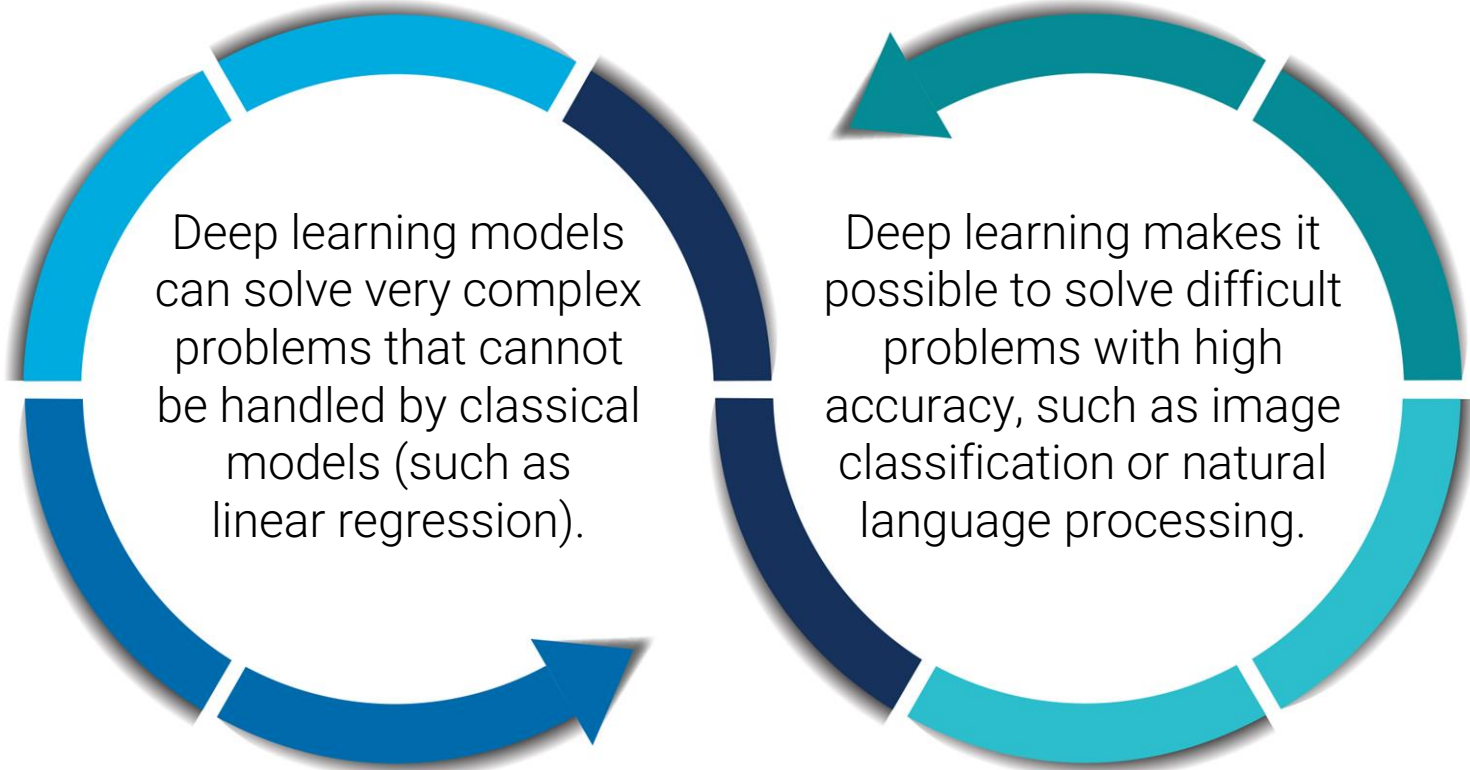 Deep learning models
can solve very complex
problems that cannot
be handled by classical
models (such as
linear regression).
Deep learning makes it
possible to solve difficult
problems with high
accuracy, such as image
classification or natural
language processing.